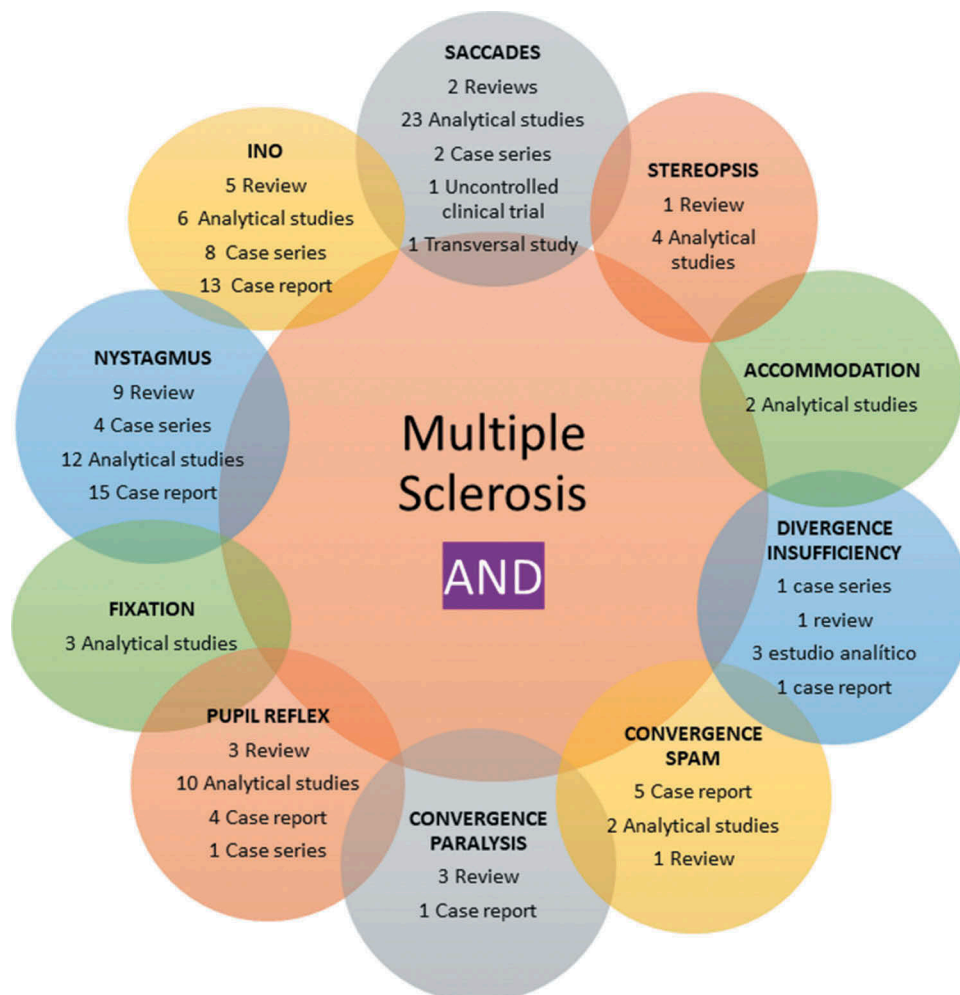 SACCADES
2 Reviews
23 Analytical studies
2 Case series
1 Uncontrolled
clinical trial
1 Transversal study
STEREOPSIS
1 Review
4 Analytical
studies
ACCOMMODATION
2 Analytical studies
DIVERGENCE
INSUFFICIENCY
1 case series
1 review
3 estudio analítico
1 case report
CONVERGENCE
SPAM
5 Case report
2 Analytical studies
1 Review
CONVERGENCE
PARALYSIS
3 Review
1 Case report
PUPIL REFLEX
3 Review
10 Analytical studies
4 Case report
1 Case series
FIXATION
3 Analytical studies
NYSTAGMUS
9 Review
4 Case series
12 Analytical studies
15 Case report
INO
5 Review
6 Analytical studies
8 Case series
13 Case report
Multiple
Sclerosis
AND